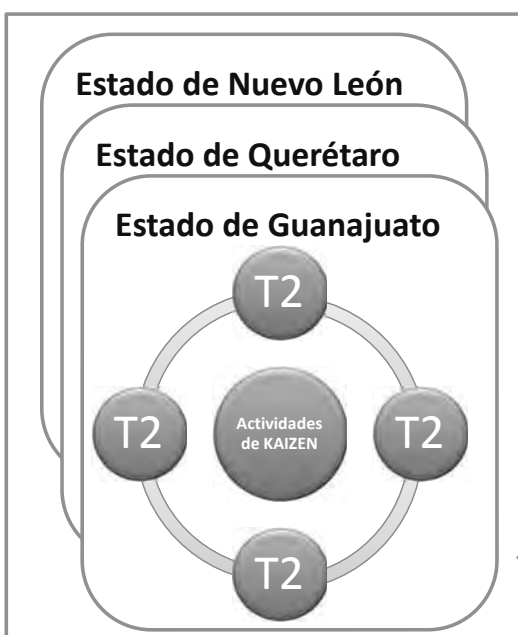 Estado de Nuevo León
Estado de Querétaro
Estado de Guanajuato
T2
T2
Actividades
de KAIZEN
T2
T2